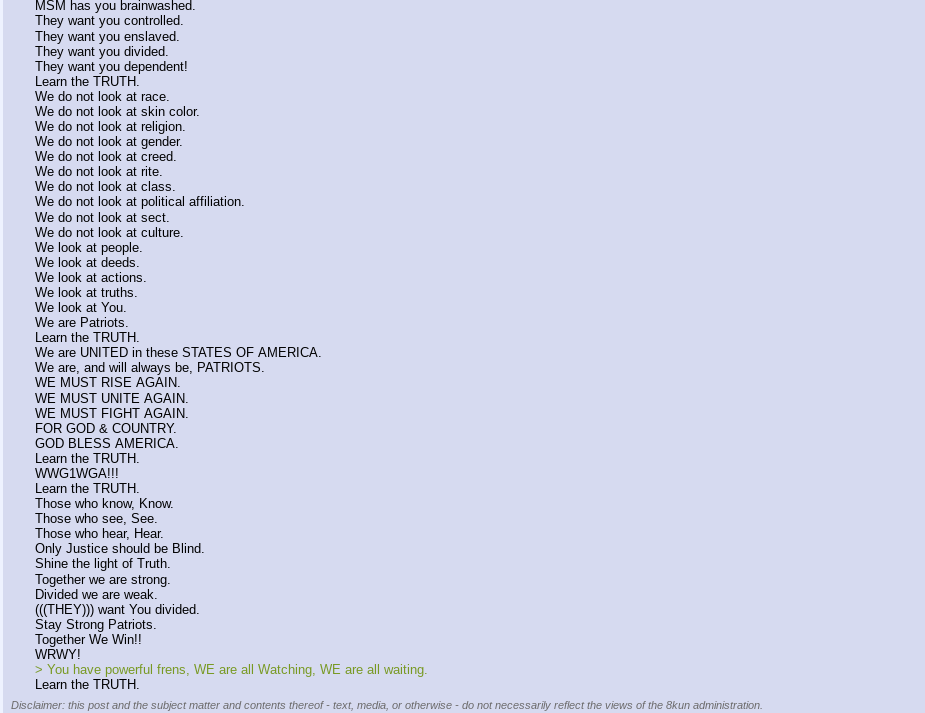 MSM has you brainwashed.
They want you controlled.
They want you enslaved.
They want you divided.
They want you dependent!
Learn the TRUTH.
We do not look at race.
We do not look at skin color.
We do not look at religion.
We do not look at gender.
We do not look at creed.
We do not look at rite.
We do not look at class.
We do not look at political affiliation.
We do not look at sect.
We do not look at culture.
We look at people.
We look at deeds.
We look at actions.
We look at truths.
We look at You.
We are Patriots.
Learn the TRUTH.
We are UNITED in these STATES OF AMERICA.
We are, and will always be, PATRIOTS.
WE MUST RISE AGAIN.
WE MUST UNITE AGAIN.
WE MUST FIGHT AGAIN.
FOR GOD & COUNTRY.
GOD BLESS AMERICA.
Learn the TRUTH.
WWG1WGA!!!
Learn the TRUTH.
Those who know, Know.
Those who see, See.
Those who hear, Hear.
Only Justice should be Blind.
Shine the light of Truth.
Together we are strong.
Divided we are weak.
(((THEY))) want You divided.
Stay Strong Patriots.
Together We Win!!
WRWY!
> You have powerful frens, WE are all Watching, WE are all waiting.
Learn the TRUTH.
Disclaimer: this post and the subject matter and contents thereof - text, media, or otherwise - do not necessarily reflect the views of the 8kun administration.